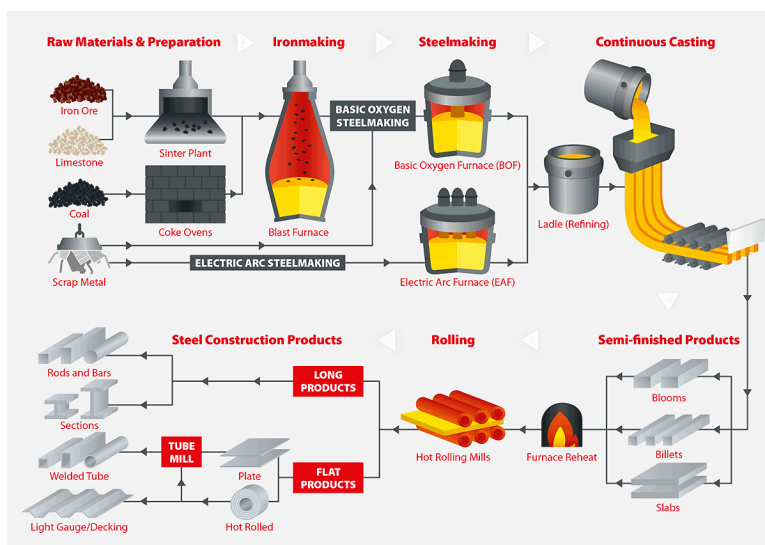 Raw Materials & Preparation
Ironmaking
Steelmaking
Continuous Casting
Iron Ore
Limestone
Sinter Plant
Coal
Coke Ovens
Scrap Metal
Blast Furnace
BASIC OXYGEN
STEELMAKING
ELECTRIC ARC STEELMAKING
Basic Oxygen Furnace (BOF)
Electric Arc Furnace (EAF)
Ladle (Refining)
Steel Construction Products
Rolling
Semi-finished Products
Rods and Bars
Sections
LONG
PRODUCTS
Welded Tube
TUBE
MILL
Plate
FLAT
PRODUCTS
Light Gauge/Decking
Hot Rolled
Hot Rolling Mills
Furnace Reheat
Blooms
Billets
Slabs